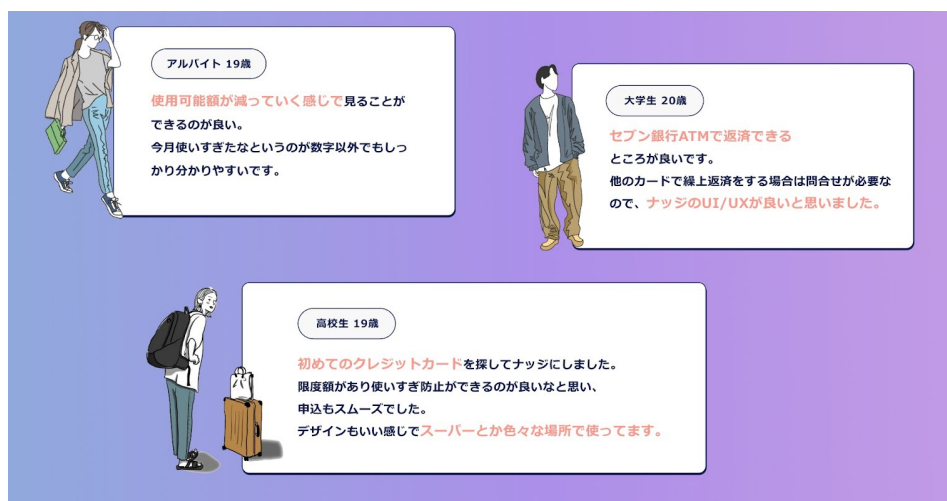 アルバイト 19歳
使用可能額が減っていく感じで見ることが
できるのが良い。
今月使いすぎたなというのが数字以外でもしっ
かり分かりやすいです。
大学生 20歳
セブン銀行ATMで返済できる
ところが良いです。
他のカードで繰上返済をする場合は問合せが必要な
ので、ナッジのUI/UXが良いと思いました。
高校生 19歳
初めてのクレジットカードを探してナッジにしました。
限度額があり使いすぎ防止ができるのが良いなと思い、
申込もスムーズでした。
デザインもいい感じでスーパーとか色々な場所で使ってます。